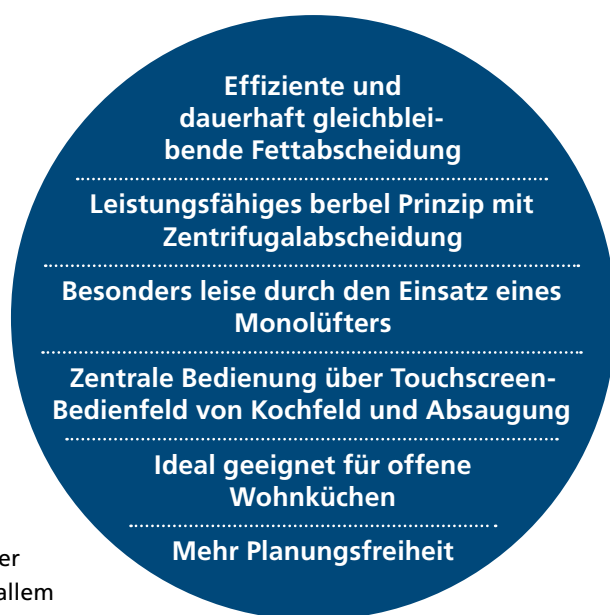 Effiziente und
dauerhaft gleichblei-
bende Fettabscheidung
Leistungsfähiges berbel Prinzip mit
Zentrifugalabscheidung
Besonders leise durch den Einsatz eines
Monolüfters
Zentrale Bedienung über Touchscreen-
Bedienfeld von Kochfeld und Absaugung
Ideal geeignet für offene
Wohnküchen
Mehr Planungsfreiheit
er
allem